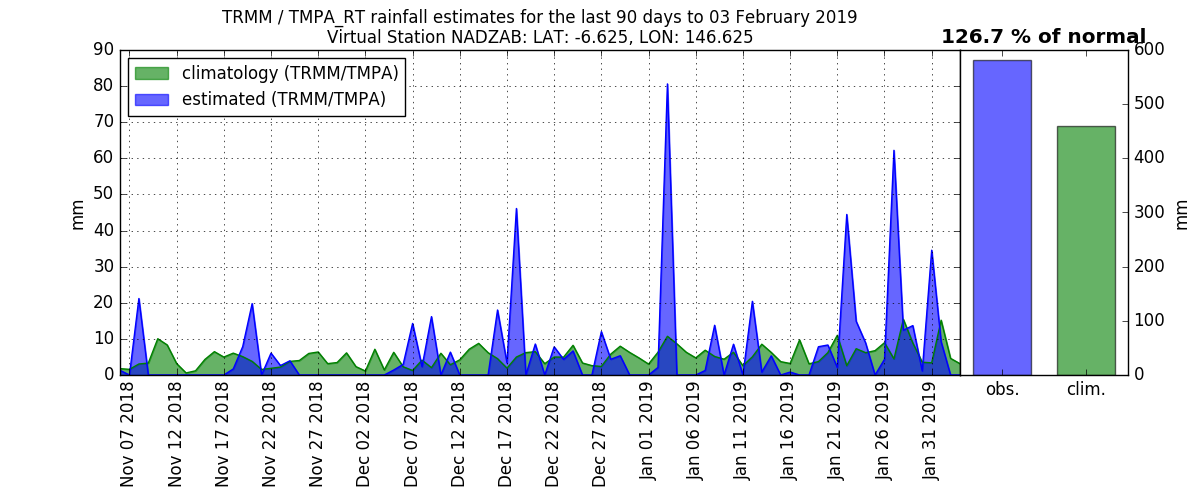 TRMM / TMPA_RT rainfall estimates for the last 90 days to 03 February 2019
Virtual Station NADZAB: LAT: -6.625, LON: 146.625
126.7 % of normal
climatology (TRMM/TMPA)
estimated (TRMM/TMPA)
90
80
70
60
50
40
30
20
10
0
mm
Nov 07 2018
Nov 12 2018
Nov 17 2018
Nov 22 2018
Nov 27 2018
Dec 02 2018
Dec 07 2018
Dec 12 2018
Dec 17 2018
Dec 22 2018
Dec 27 2018
Jan 01 2019
Jan 06 2019
Jan 11 2019
Jan 16 2019
Jan 21 2019
Jan 26 2019
Jan 31 2019
600
500
400
300
200
100
0
mm
obs.
clim.